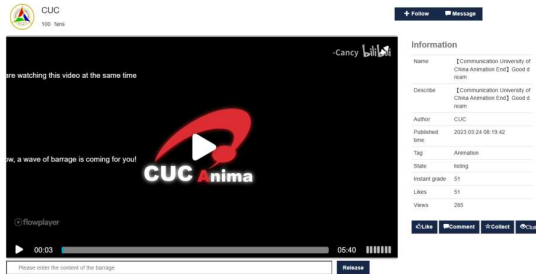 CUC
100 fans
+ Follow
Message
-Cancy bilibili
are watching this video at the same time
ow, a wave of barrage is coming for you!
CUC Anima
flowplayer
00:03
05:40
Please enter the content of the barrage
Release
Information
Name
【Communication University of
China Animation End】Good d
ream
Describe
【Communication University of
China Animation End】Good d
ream
Author
CUC
Published
time
2023 03 24 08:19:42
Tag
Animation
State
listing
Instant grade
51
Likes
51
Views
285
Like
Comment
Collect